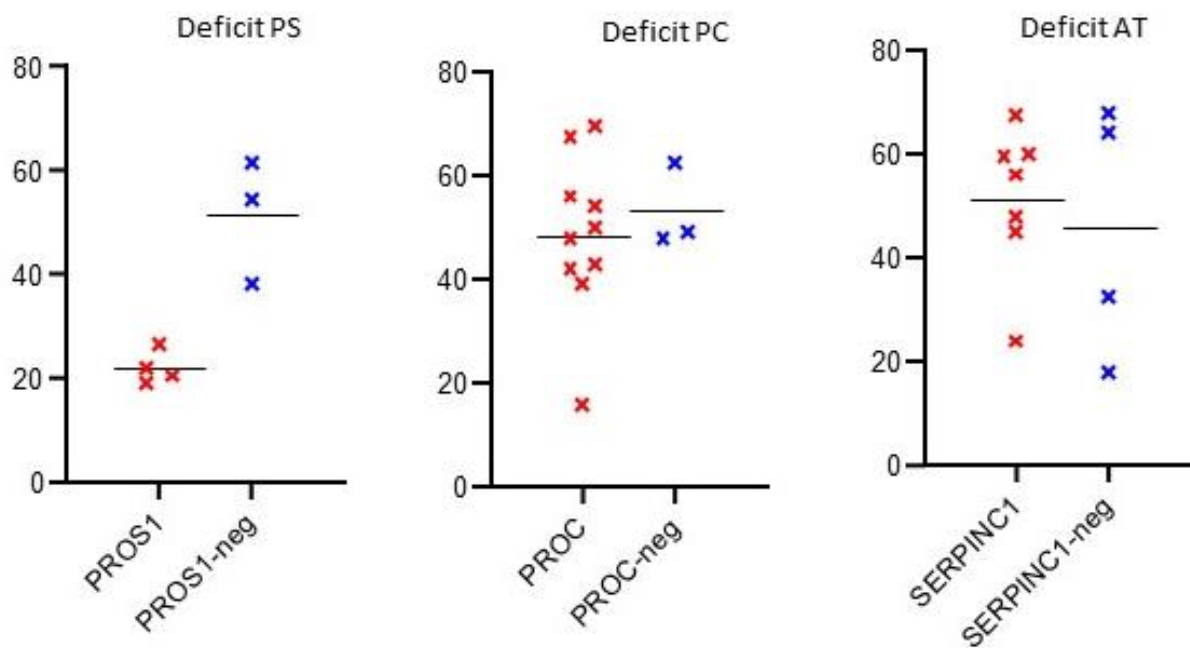 Deficit PS
80
60
40
20
0
PROS1
PROS1-neg
Deficit PC
80
60
40
20
0
PROC
PROC-neg
Deficit AT
80
60
40
20
0
SERPINC1
SERPINC1-neg